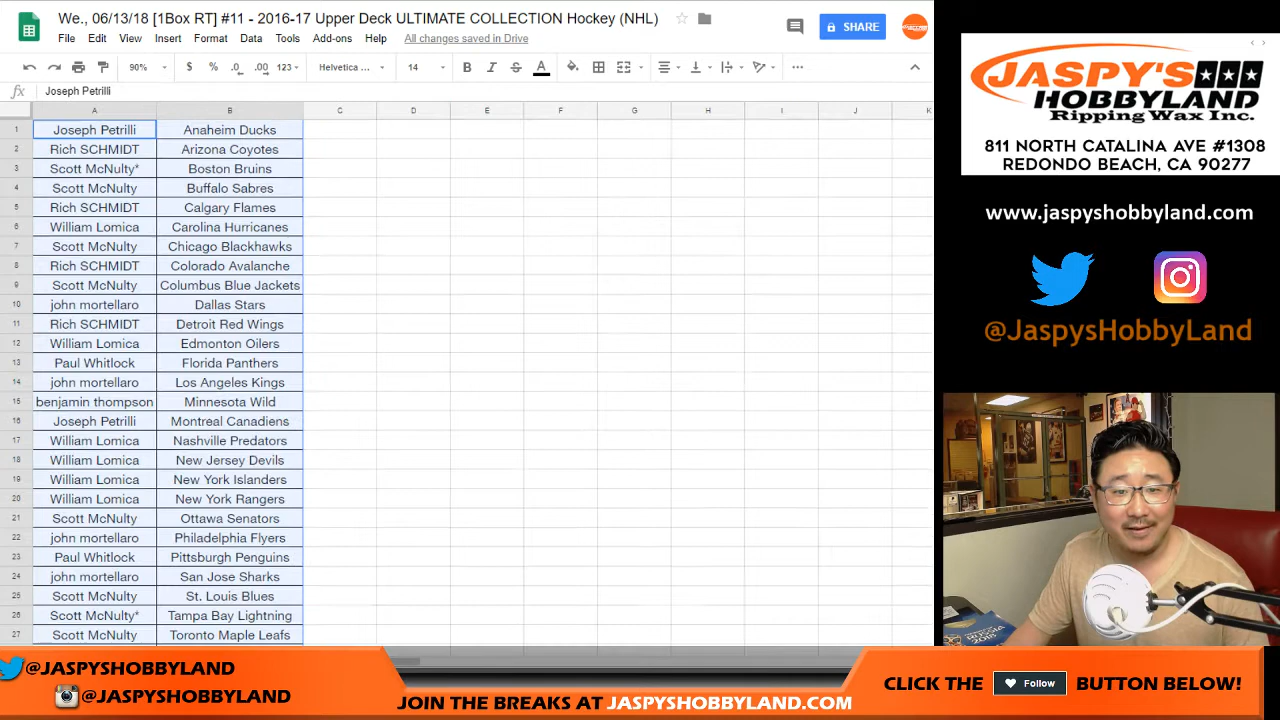 We., 06/13/18 [1Box RT] #11 - 2016-17 Upper Deck ULTIMATE COLLECTION Hockey (NHL)
SHARE
File Edit View Insert Format Data Tools Add-ons Help All changes saved in Drive
90% $ % .0 .00 123 Helvetica ... 14 B I S A
fx Joseph Petrilli
A B C D E F G H I J K
1 Joseph Petrilli Anaheim Ducks
2 Rich SCHMIDT Arizona Coyotes
3 Scott McNulty* Boston Bruins
4 Scott McNulty Buffalo Sabres
5 Rich SCHMIDT Calgary Flames
6 William Lomica Carolina Hurricanes
7 Scott McNulty Chicago Blackhawks
8 Rich SCHMIDT Colorado Avalanche
9 Scott McNulty Columbus Blue Jackets
10 john mortellaro Dallas Stars
11 Rich SCHMIDT Detroit Red Wings
12 William Lomica Edmonton Oilers
13 Paul Whitlock Florida Panthers
14 john mortellaro Los Angeles Kings
15 benjamin thompson Minnesota Wild
16 Joseph Petrilli Montreal Canadiens
17 William Lomica Nashville Predators
18 William Lomica New Jersey Devils
19 William Lomica New York Islanders
20 William Lomica New York Rangers
21 Scott McNulty Ottawa Senators
22 john mortellaro Philadelphia Flyers
23 Paul Whitlock Pittsburgh Penguins
24 john mortellaro San Jose Sharks
25 Scott McNulty St. Louis Blues
26 Scott McNulty* Tampa Bay Lightning
27 Scott McNulty Toronto Maple Leafs
JASPY'S
HOBBYLAND
Ripping Wax Inc.
811 NORTH CATALINA AVE #1308
REDONDO BEACH, CA 90277
www.jaspyshobbyland.com
@JaspysHobbyLand
RUSSIA
2018
@JASPYSHOBBYLAND
@JASPYSHOBBYLAND
JOIN THE BREAKS AT JASPYSHOBBYLAND.COM
CLICK THE Follow BUTTON BELOW!